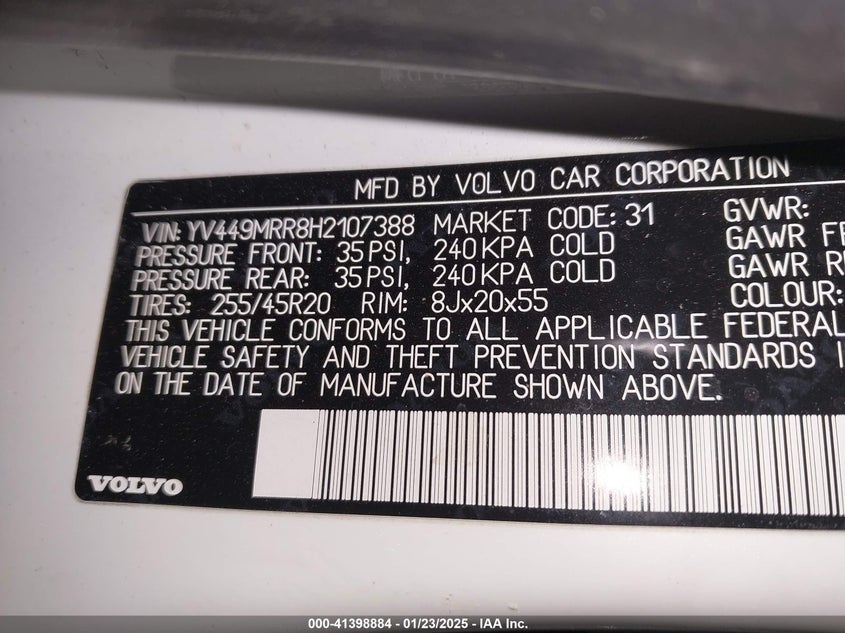 MFD BY VOLVO CAR CORPORATION
VIN: YV449MRR8H2107388 MARKET CODE: 31 GVWR:
PRESSURE FRONT: 35 PSI, 240 KPA COLD GAWR F
PRESSURE REAR: 35 PSI, 240 KPA COLD GAWR R
TIRES: 255/45R20 RIM: 8Jx20x55 COLOUR:
THIS VEHICLE CONFORMS TO ALL APPLICABLE FEDERAL
VEHICLE SAFETY AND THEFT PREVENTION STANDARDS I
ON THE DATE OF MANUFACTURE SHOWN ABOVE.
VOLVO
000-41398884 - 01/23/2025 - IAA Inc.